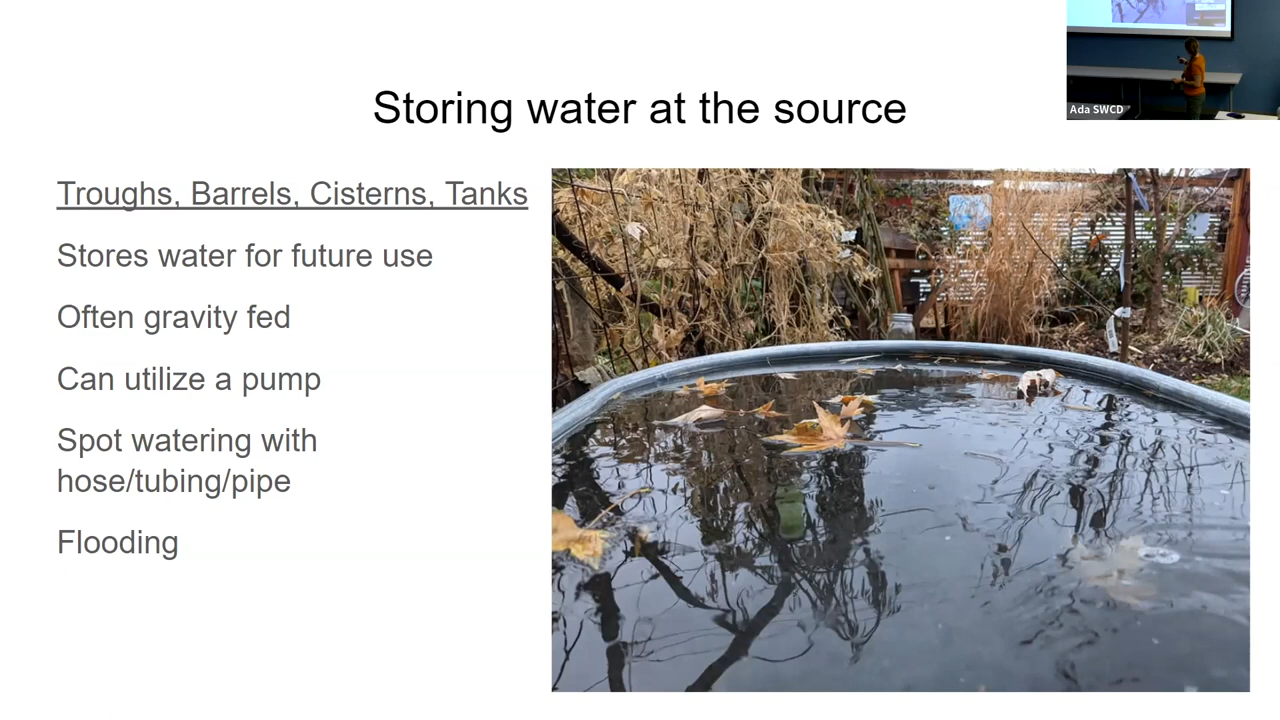 Storing water at the source
Ada SWCD
Troughs, Barrels, Cisterns, Tanks
Stores water for future use
Often gravity fed
Can utilize a pump
Spot watering with
hose/tubing/pipe
Flooding